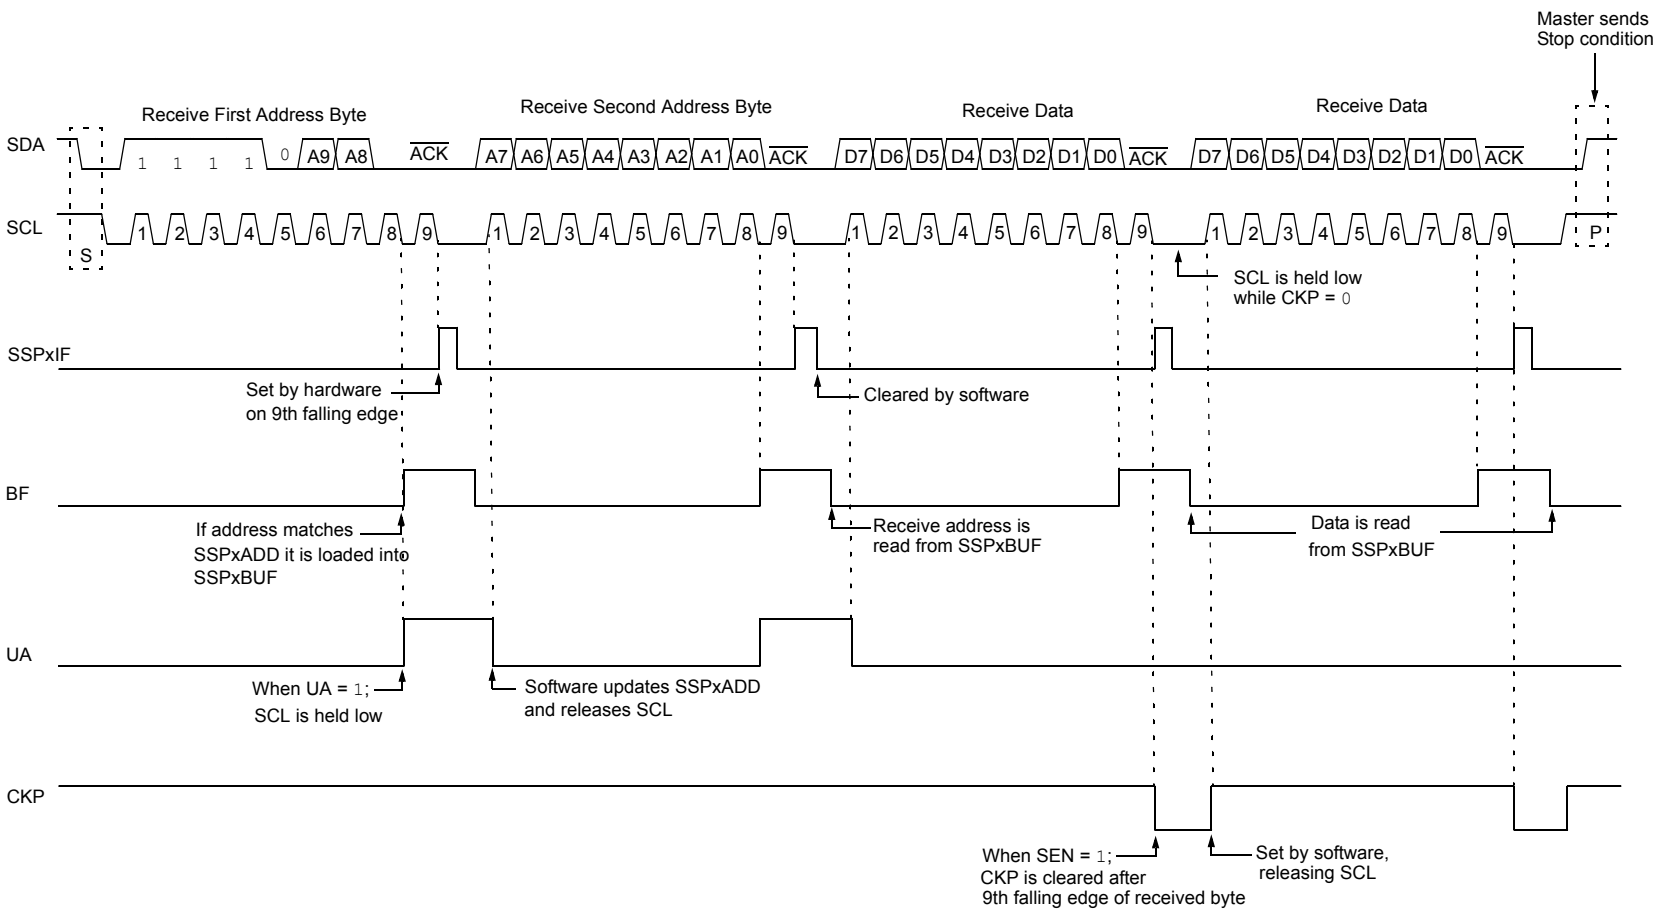 Master sends
Stop condition
Receive First Address Byte
Receive Second Address Byte
Receive Data
Receive Data
SDA
1 1 1 1 0 A9 A8 ACK A7 A6 A5 A4 A3 A2 A1 A0 ACK D7 D6 D5 D4 D3 D2 D1 D0 ACK D7 D6 D5 D4 D3 D2 D1 D0 ACK
SCL
S 1 2 3 4 5 6 7 8 9 1 2 3 4 5 6 7 8 9 1 2 3 4 5 6 7 8 9 1 2 3 4 5 6 7 8 9 P
SCL is held low
while CKP = 0
SSPxIF
Set by hardware
on 9th falling edge
Cleared by software
BF
If address matches
SSPxADD it is loaded into
SSPxBUF
Receive address is
read from SSPxBUF
Data is read
from SSPxBUF
UA
When UA = 1;
SCL is held low
Software updates SSPxADD
and releases SCL
CKP
When SEN = 1;
CKP is cleared after
9th falling edge of received byte
Set by software,
releasing SCL